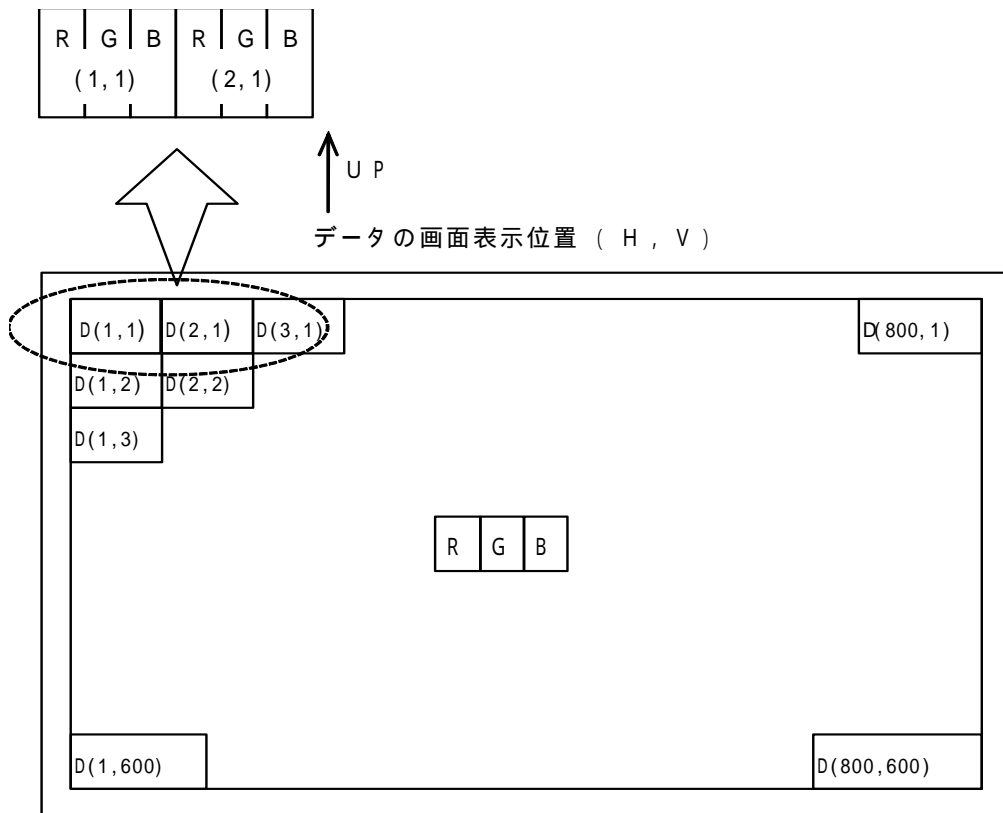 R G B R G B
(1,1) (2,1)
UP
データの画面表示位置 (H,V)
D(1,1) D(2,1) D(3,1) D(800,1)
D(1,2) D(2,2)
D(1,3)
R G B
D(1,600) D(800,600)